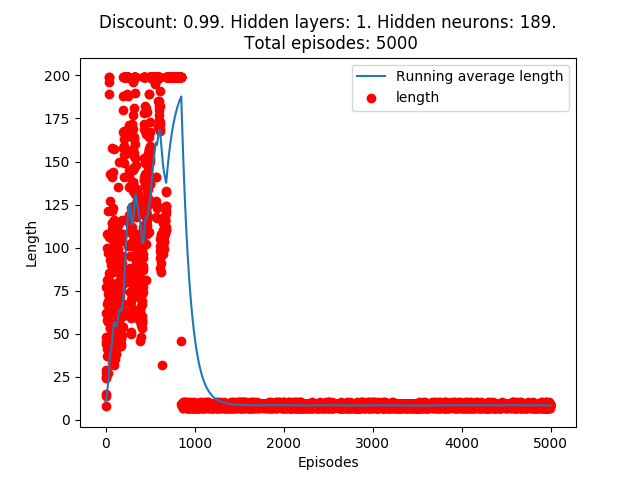 Discount: 0.99. Hidden layers: 1. Hidden neurons: 189.
Total episodes: 5000
Running average length
length
Length
200
175
150
125
100
75
50
25
0
0 1000 2000 3000 4000 5000
Episodes